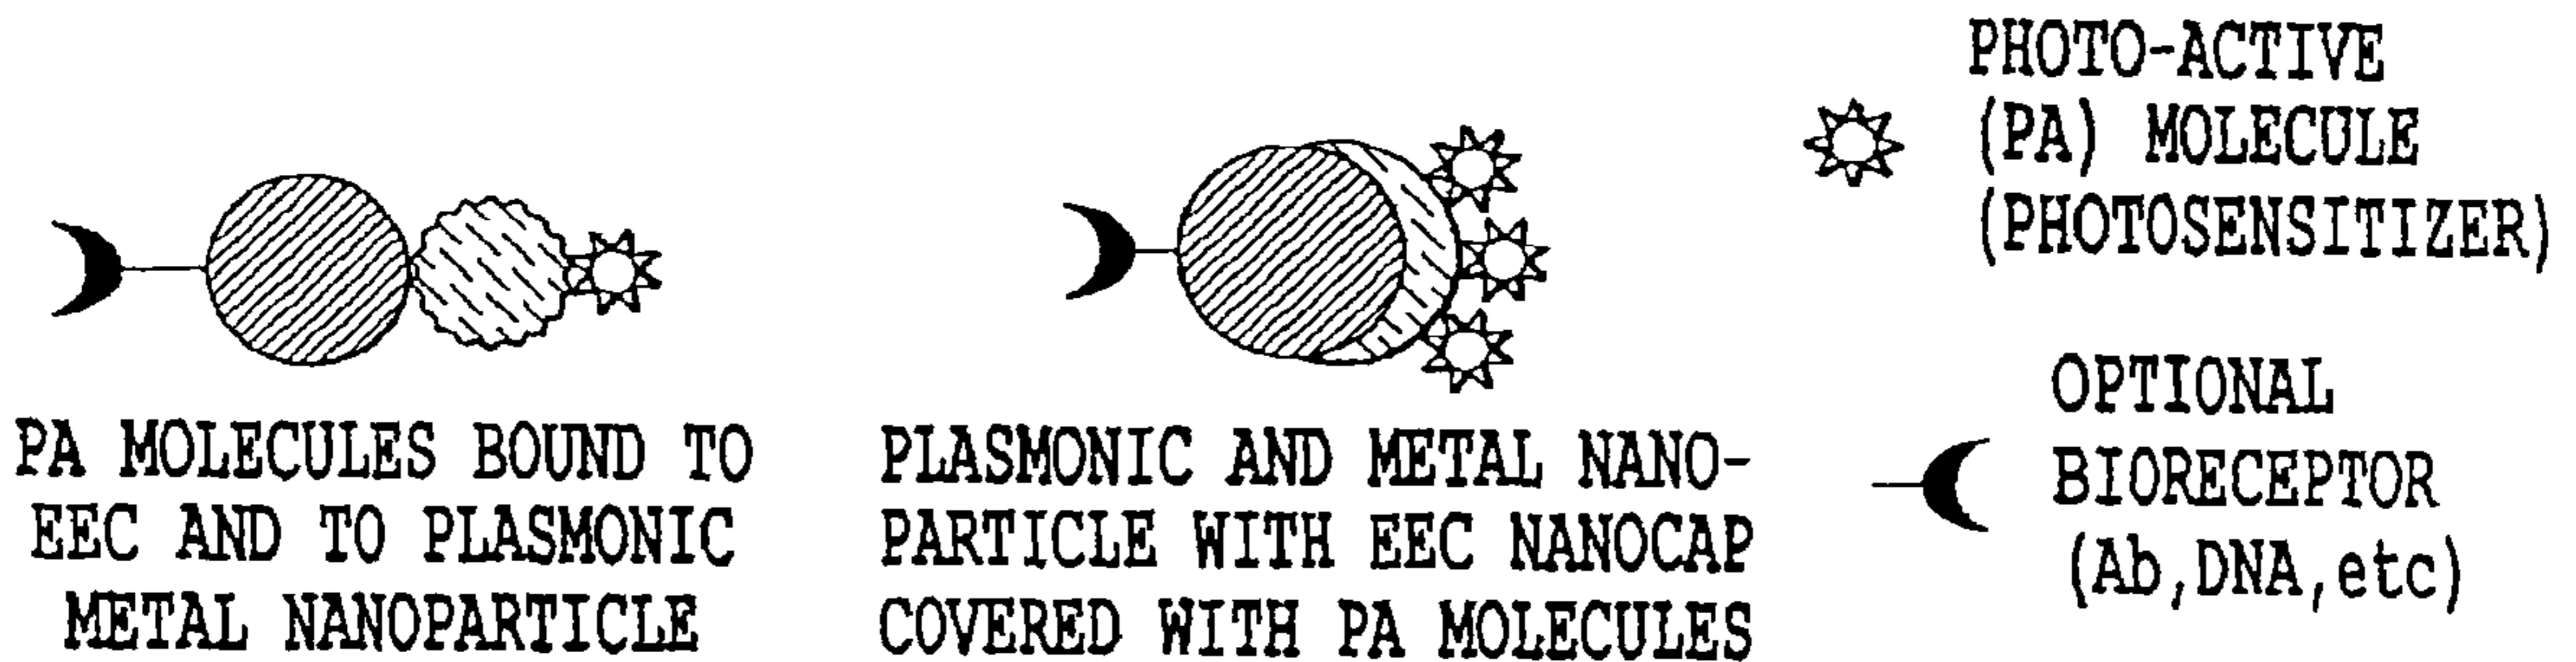 PA MOLECULES BOUND TO
EEC AND TO PLASMONIC
METAL NANOPARTICLE
PLASMONIC AND METAL NANO-
PARTICLE WITH EEC NANOCAP
COVERED WITH PA MOLECULES
PHOTO-ACTIVE
(PA) MOLECULE
(PHOTOSENSITIZER)
OPTIONAL
BIORECEPTOR
(Ab,DNA,etc)